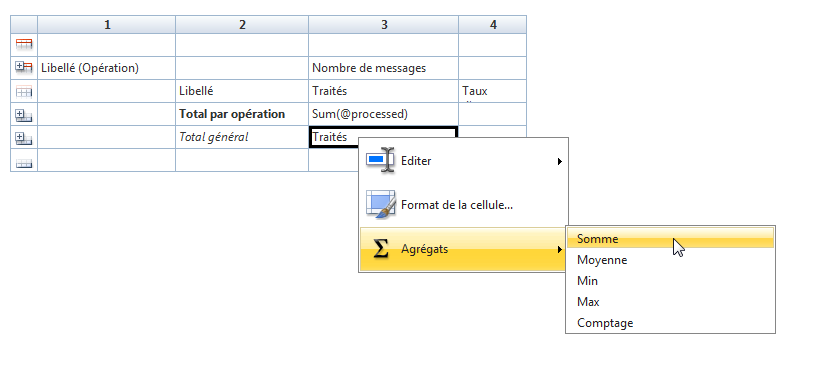 1 2 3 4
Libellé (Opération) Nombre de messages
Libellé Traités Taux
Total par opération Sum(@processed)
Total général Traités
Editer
Format de la cellule...
Agrégats
Somme
Moyenne
Min
Max
Comptage